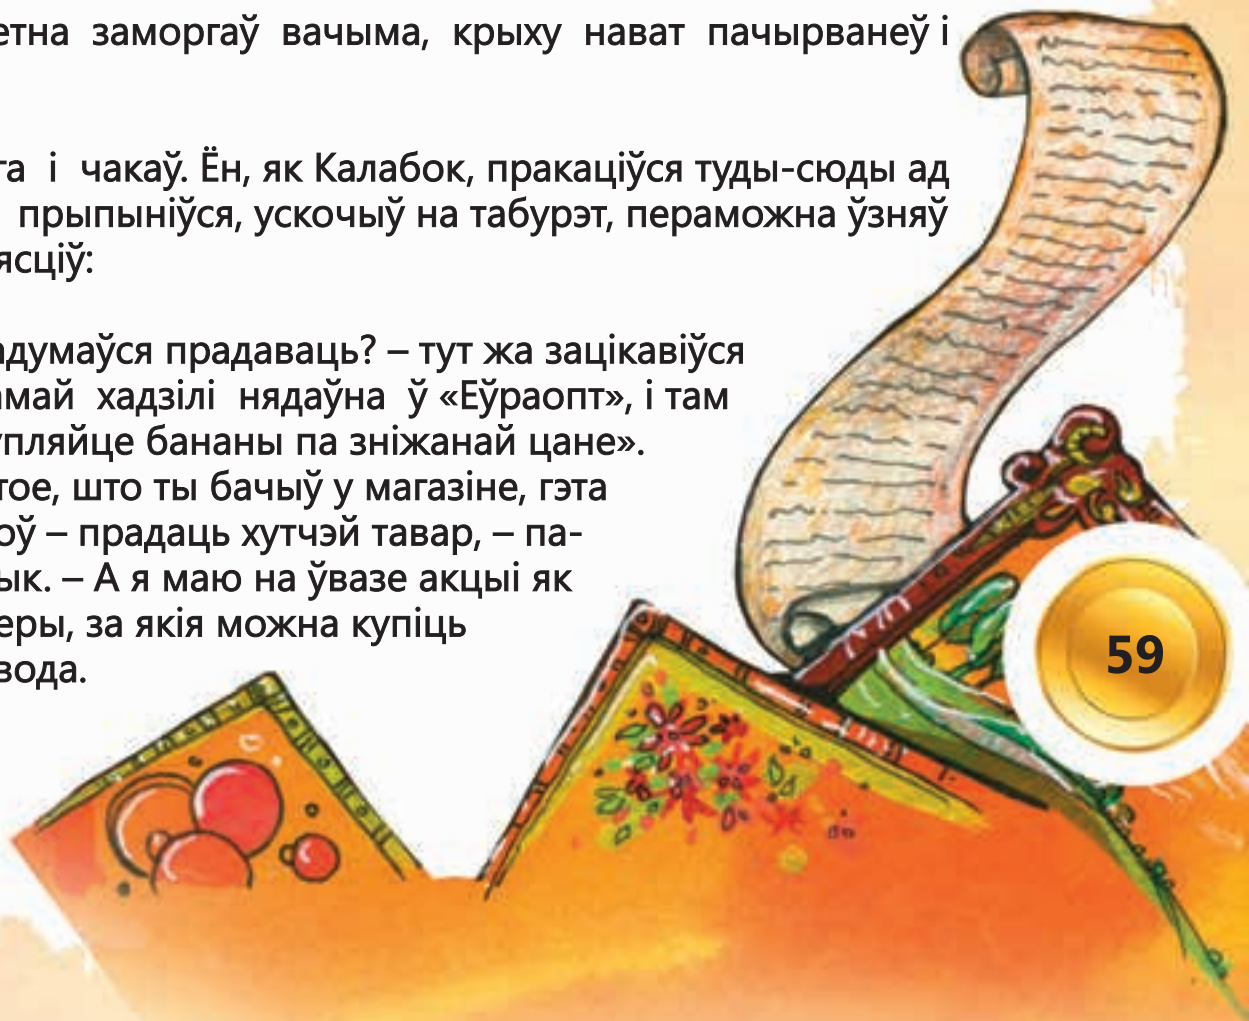 етна заморгаў вачыма, крыху нават пачырванеў і
га і чакаў. Ён, як Калабок, пракаціўся туды-сюды ад
прыпыніўся, ускочыў на табурэт, пераможна ўзняў
ясціў:
адумаўся прадаваць? – тут жа зацікавіўся
амай хадзілі нядаўна ў «Еўраопт», і там
упляйце бананы па зніжанай цане».
тое, што ты бачыў у магазіне, гэта
оў – прадаць хутчэй тавар, – па-
ык. – А я маю на ўвазе акцыі як
еры, за якія можна купіць
вода.
59